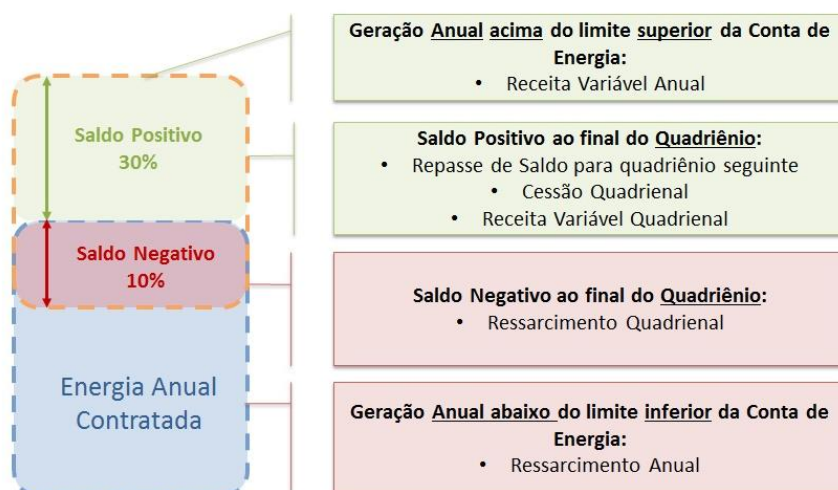 Geração Anual acima do limite superior da Conta de
Energia:
• Receita Variável Anual
Saldo Positivo
30%
Saldo Positivo ao final do Quadriênio:
• Repasse de Saldo para quadriênio seguinte
• Cessão Quadrienal
• Receita Variável Quadrienal
Saldo Negativo
10%
Saldo Negativo ao final do Quadriênio:
• Ressarcimento Quadrienal
Energia Anual
Contratada
Geração Anual abaixo do limite inferior da Conta de
Energia:
• Ressarcimento Anual